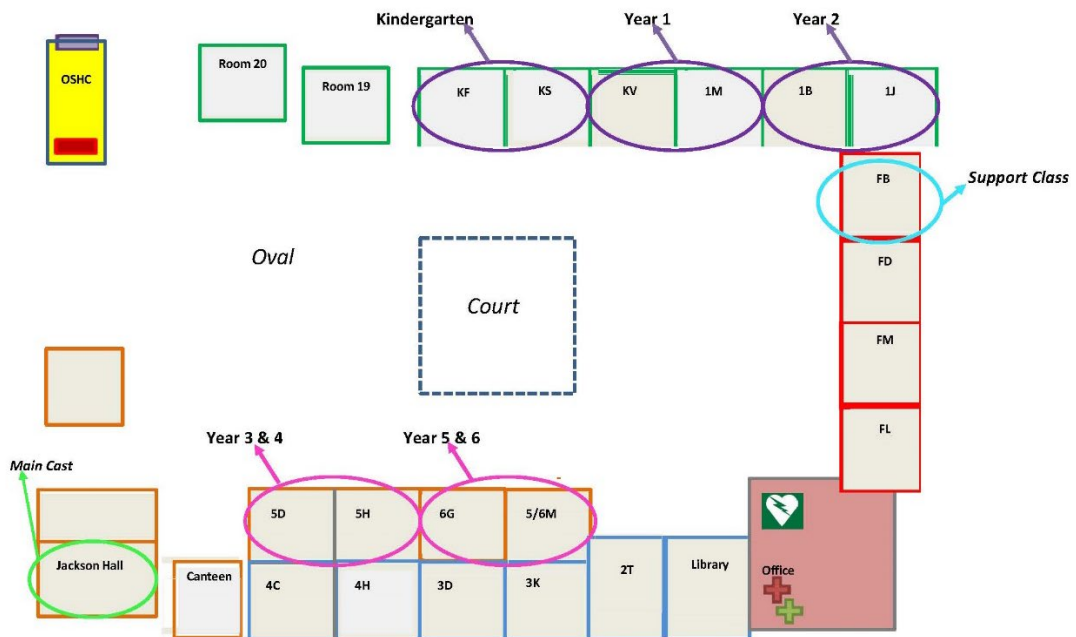 Kindergarten
Year 1
Year 2
OSHC
Room 20
Room 19
KF
KS
KV
1M
1B
1J
FB
Support Class
FD
Oval
Court
FM
FL
Year 3 & 4
Year 5 & 6
Main Cast
5D
5H
6G
5/6M
Jackson Hall
Canteen
4C
4H
3D
3K
2T
Library
Office